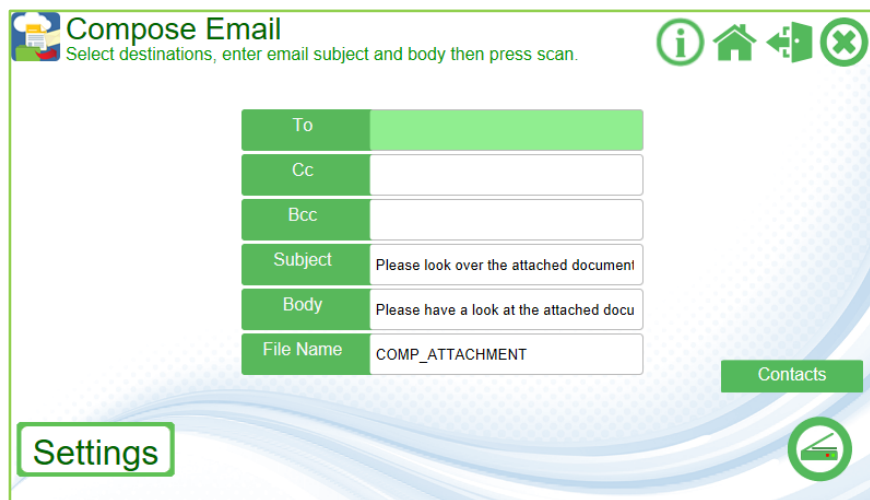 Compose Email
Select destinations, enter email subject and body then press scan.
To
Cc
Bcc
Subject Please look over the attached document
Body Please have a look at the attached docu
File Name COMP_ATTACHMENT
Contacts
Settings